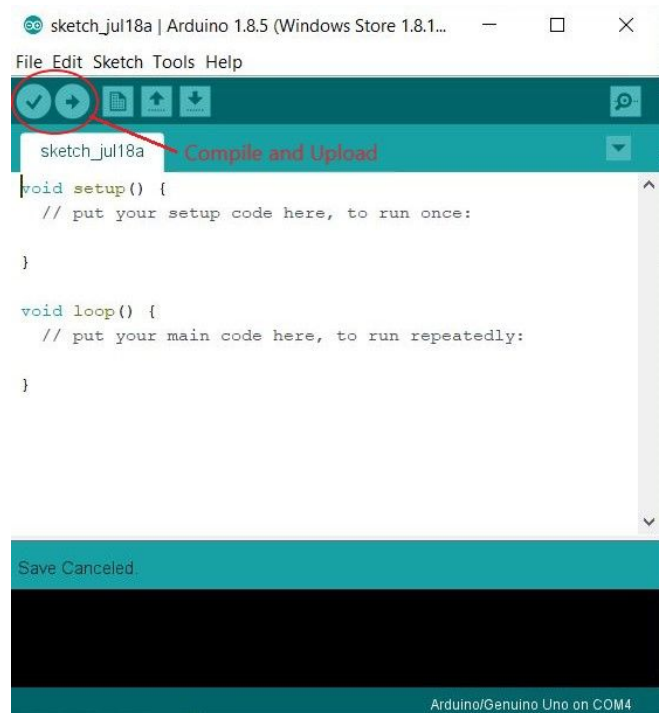 sketch_jul18a | Arduino 1.8.5 (Windows Store 1.8.1...
File Edit Sketch Tools Help
sketch_jul18a
Compile and Upload
void setup() {
  // put your setup code here, to run once:
}
void loop() {
  // put your main code here, to run repeatedly:
}
Save Canceled.
Arduino/Genuino Uno on COM4